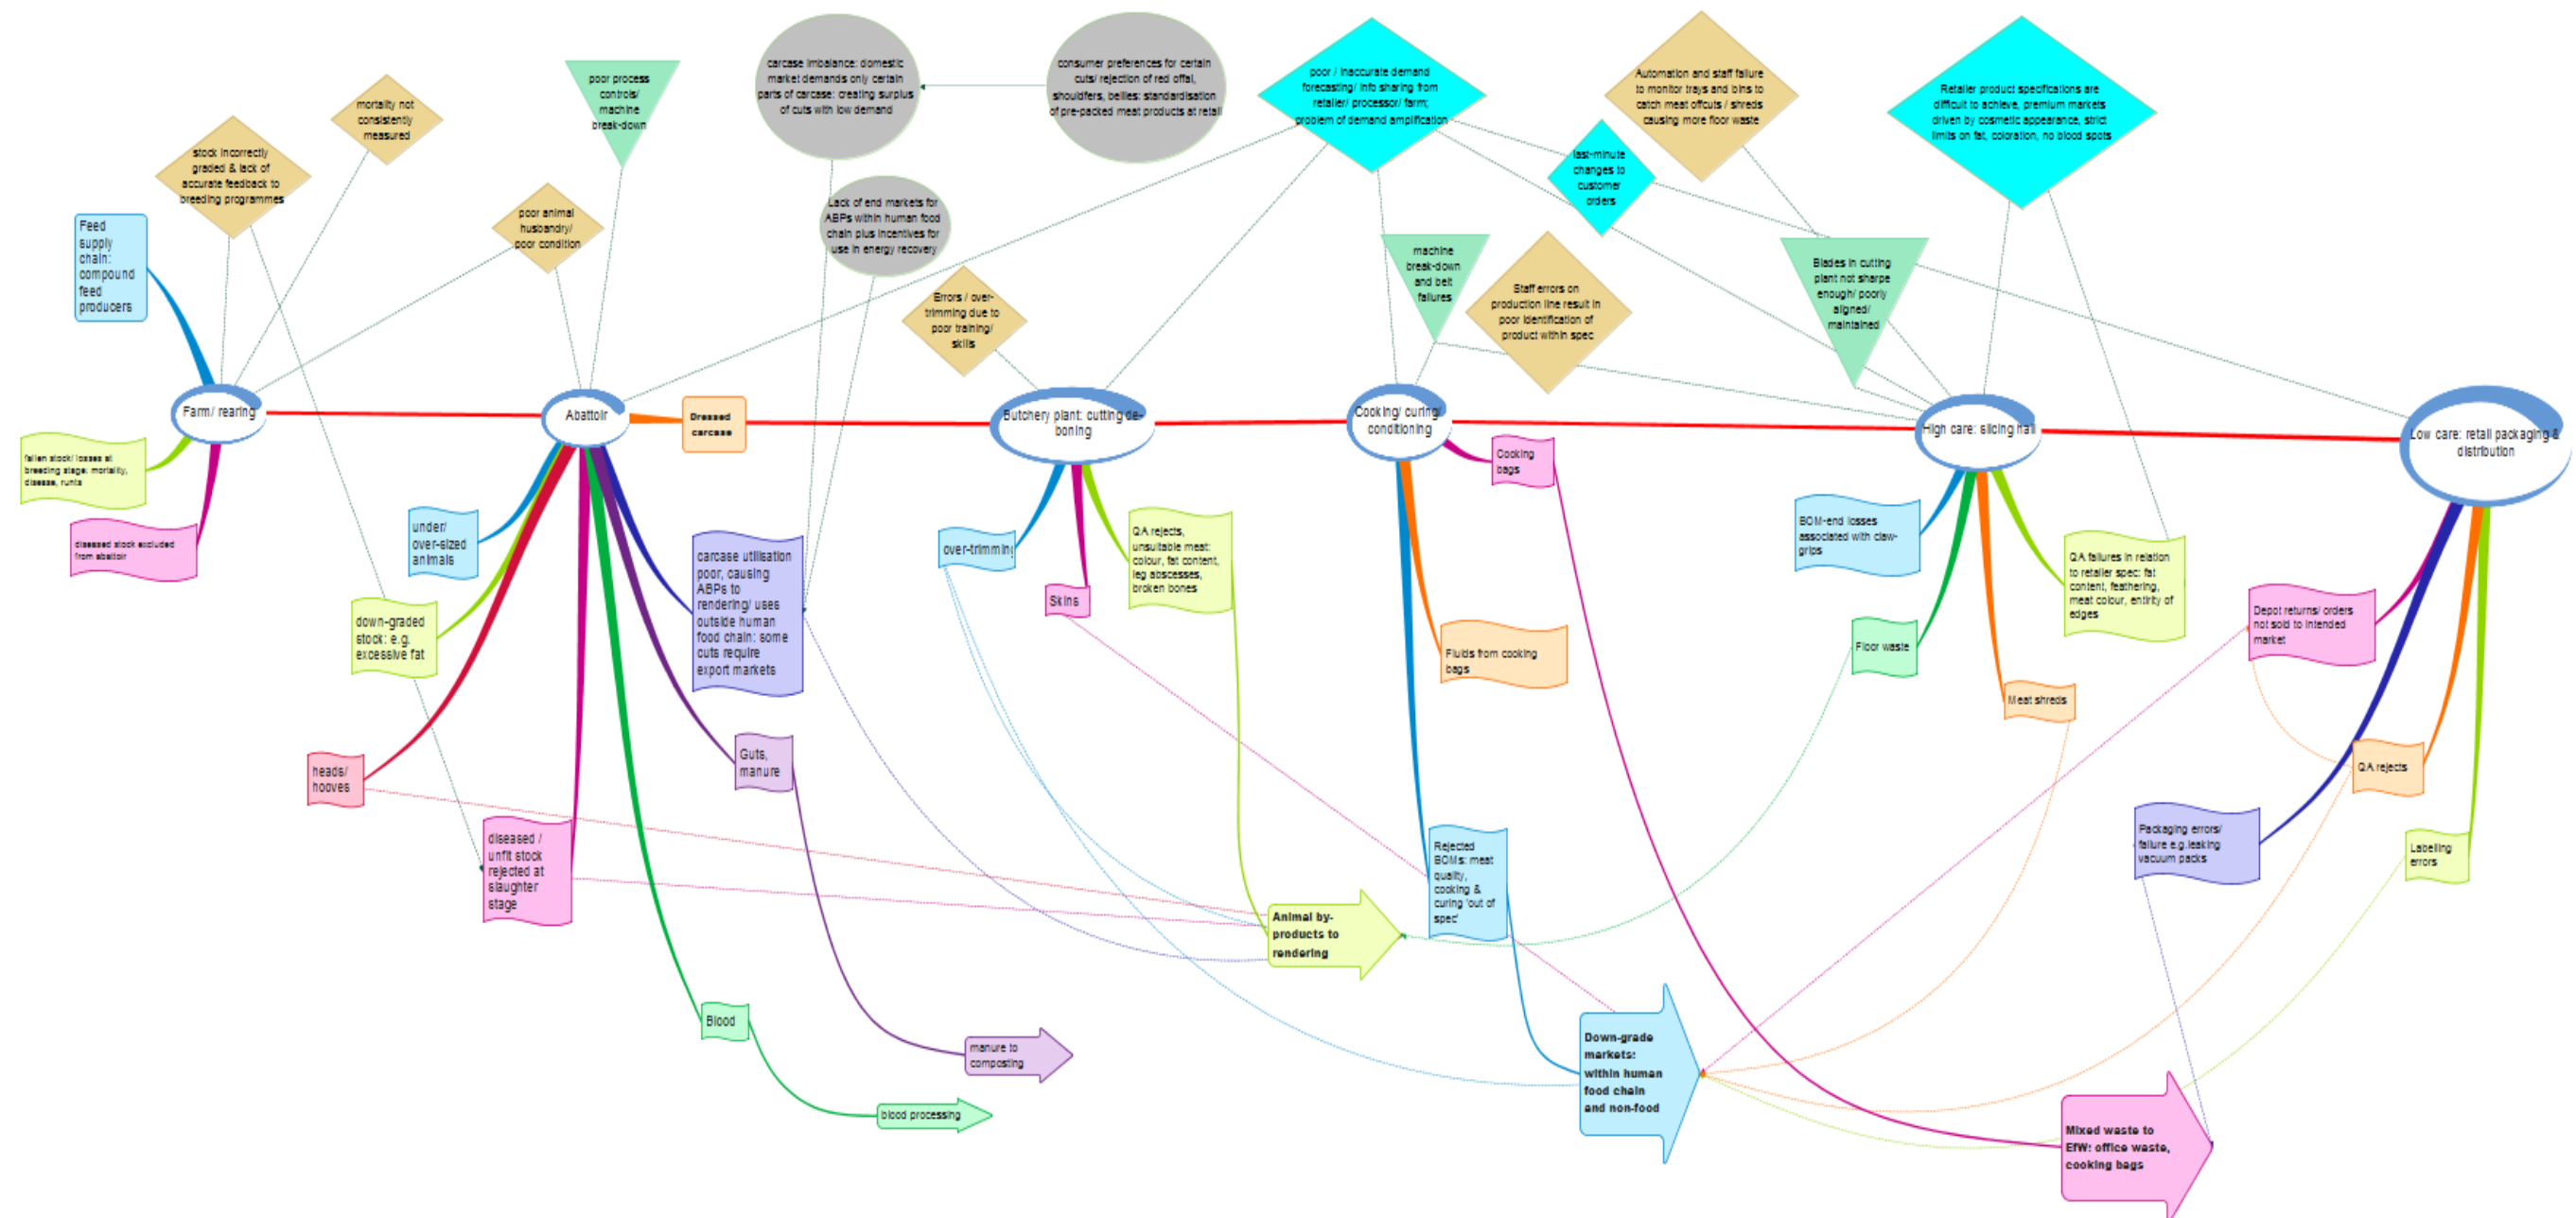 carcase imbalance: domestic
market demands only certain
parts of carcase: creating surplus
of cuts with low demand
consumer preferences for certain
cuts/ rejection of red offal,
shouldfers, bellies: standardisation
of pre-packed meat products at retail
poor / inaccurate demand
forecasting/ info sharing from
retailer/ processor/ farm;
problem of demand amplification
Automation and staff failure
to monitor trays and bins to
catch meat offcuts / shreds
causing more floor waste
Retailer product specifications are
difficult to achieve, premium markets
driven by cosmetic appearance, strict
limits on fat, coloration, no blood spots
poor process
controls/
machine
break-down
mortality not
consistently
measured
stock incorrectly
graded & lack of
accurate feedback to
breeding programmes
last-minute
changes to
customer
orders
poor animal
husbandry/
poor condition
Lack of end markets for
ABPs within human food
chain plus incentives for
use in energy recovery
Feed
supply
chain:
compound
feed
producers
machine
break-down
and belt
failures
Staff errors on
production line result in
poor identification of
product within spec
Blades in cutting
plant not sharpe
enough/ poorly
aligned/
maintained
Errors / over-
trimming due to
poor training/
skills
Farm/ rearing
Abattoir
Dressed
carcase
Butchery plant: cutting de-
boning
Cooking/ curing/
conditioning
High care: slicing hall
Low care: retail packaging &
distribution
fallen stock/ losses at
breeding stage: mortality,
disease, runts
diseased stock excluded
from abattoir
under/
over-sized
animals
down-graded
stock: e.g.
excessive fat
heads/
hooves
diseased /
unfit stock
rejected at
slaughter
stage
Blood
Guts,
manure
carcase utilisation
poor, causing
ABPs to
rendering/ uses
outside human
food chain: some
cuts require
export markets
over-trimming
Skins
QA rejects,
unsuitable meat:
colour, fat content,
leg abscesses,
broken bones
Cooking
bags
Fluids from cooking
bags
Rejected
BOMs: meat
quality,
cooking &
curing 'out of
spec'
BOM-end losses
associated with claw-
grips
Floor waste
Meat shreds
QA failures in relation
to retailer spec: fat
content, feathering,
meat colour, entirity of
edges
Depot returns/ orders
not sold to intended
market
QA rejects
Packaging errors/
failure e.g.leaking
vacuum packs
Labelling
errors
Animal by-
products to
rendering
manure to
composting
blood processing
Down-grade
markets:
within human
food chain
and non-food
Mixed waste to
EfW: office waste,
cooking bags